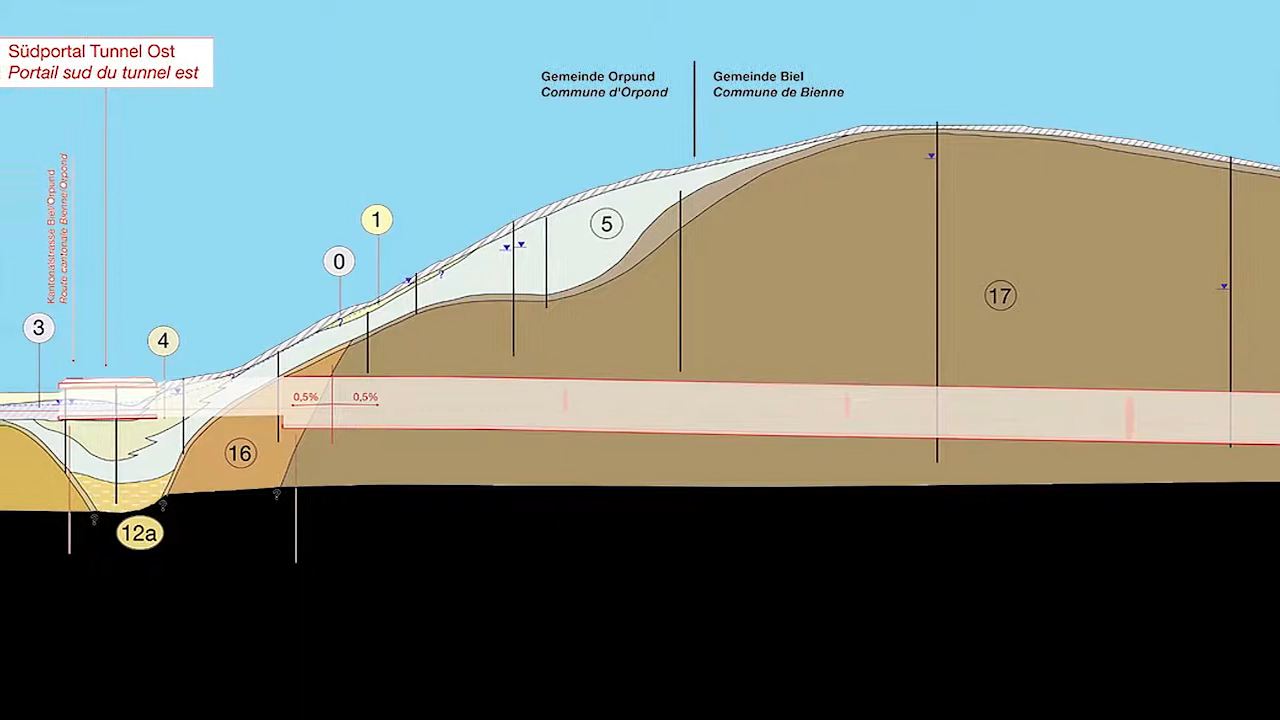 Südportal Tunnel Ost
Portail sud du tunnel est
Gemeinde Orpund
Commune d'Orpond
Gemeinde Biel
Commune de Bienne
Kantonalstrasse Biel/Orpund
Route cantonale Bienne/Orpond
1
5
0
17
3
4
0,5%
0,5%
16
12a
?
?
?
?
?